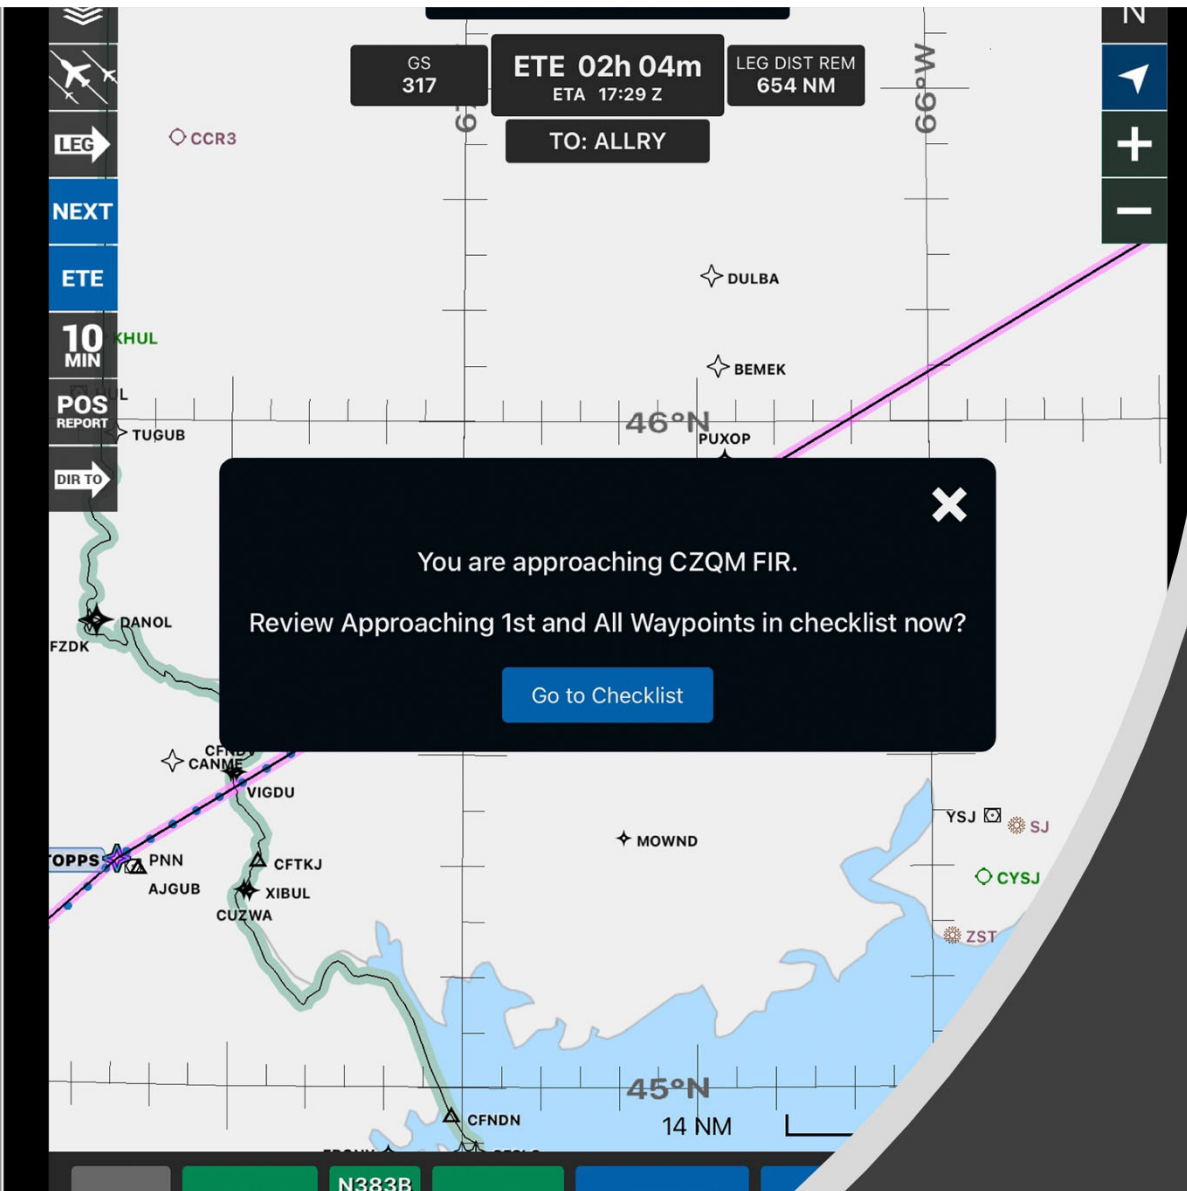 N
GS
317
ETE 02h 04m
ETA 17:29 Z
LEG DIST REM
654 NM
TO: ALLRY
66°W
CCR3
LEG
NEXT
ETE
10
MIN
POS
REPORT
DIR TO
DULBA
KHUL
BEMEK
46°N
PUXOP
TUGUB
You are approaching CZQM FIR.
Review Approaching 1st and All Waypoints in checklist now?
Go to Checklist
DANOL
FZDK
CANME
VIGDU
TOPPS
PNN
AJGUB
CFTKJ
XIBUL
CUZWA
MOWND
YSJ
SJ
CYSJ
ZST
45°N
CFNDN
14 NM
N383B